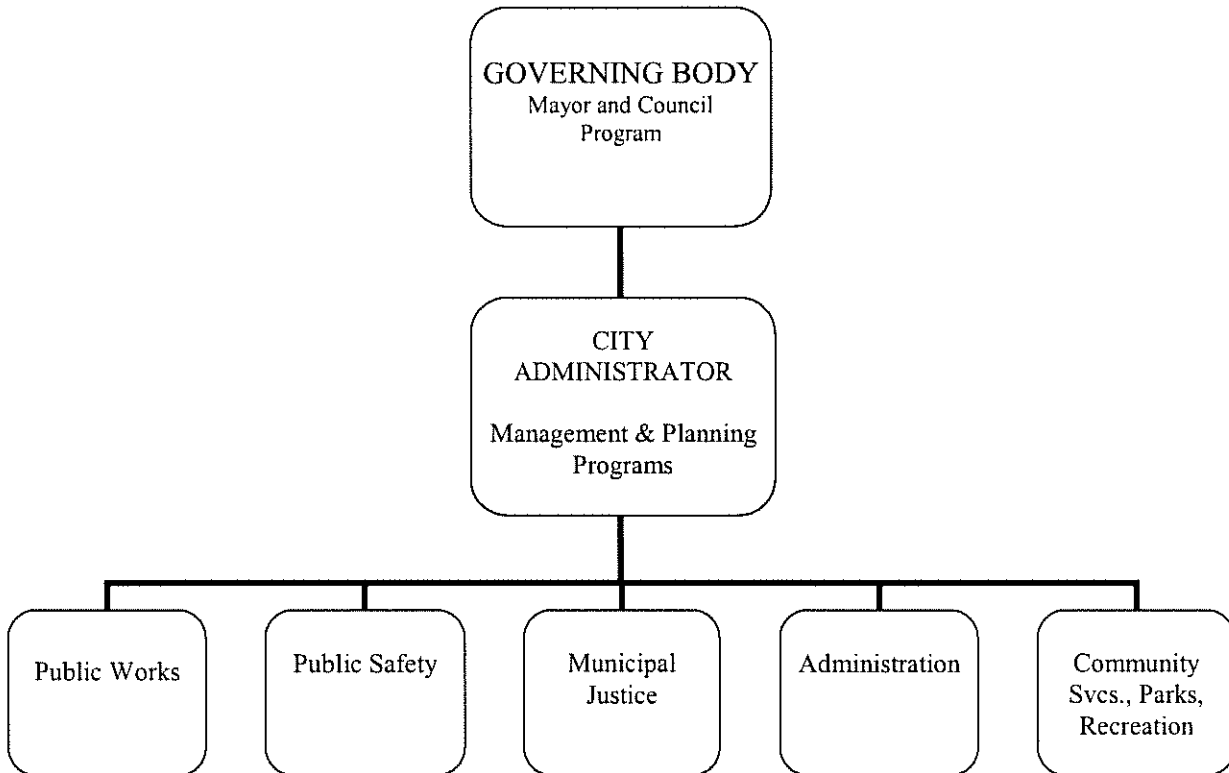 GOVERNING BODY
Mayor and Council
Program
CITY
ADMINISTRATOR
Management & Planning
Programs
Public Works
Public Safety
Municipal
Justice
Administration
Community
Svcs., Parks,
Recreation